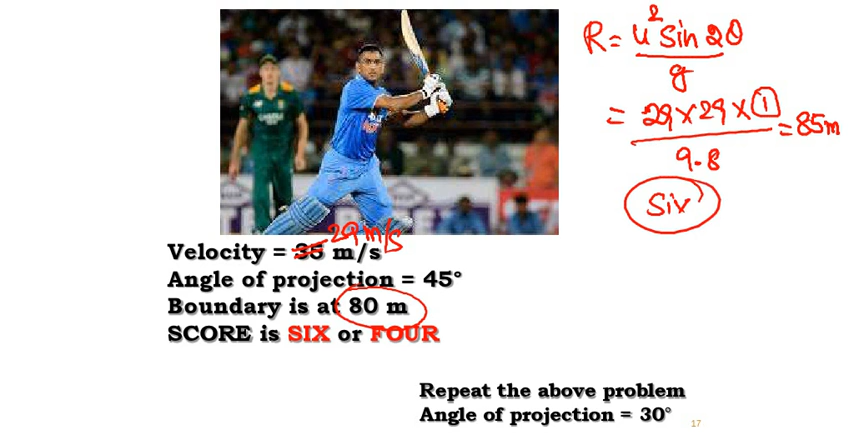 R = u² Sin 2θ
g
= 29 × 29 × 1 = 85m
9.8
Six
29 m/s
Velocity = 35 m/s
Angle of projection = 45°
Boundary is at 80 m
SCORE is SIX or FOUR
Repeat the above problem
Angle of projection = 30°
17